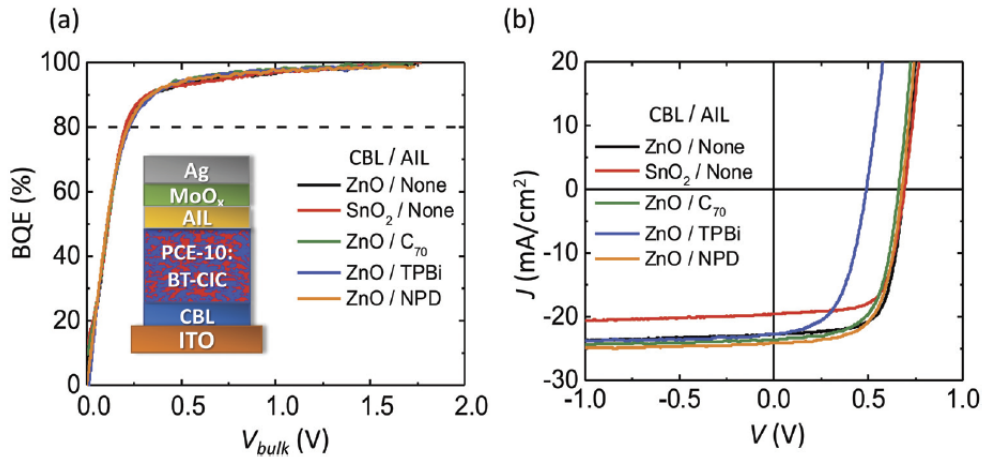 (a)
100
80
60
40
20
0
BQE (%)
0.0
0.5
1.0
1.5
2.0
V_bulk (V)
CBL / AIL
ZnO / None
SnO₂ / None
ZnO / C₇₀
ZnO / TPBi
ZnO / NPD
Ag
MoOₓ
AIL
PCE-10:
BT-CIC
CBL
ITO
(b)
20
10
0
-10
-20
-30
J (mA/cm²)
-1.0
-0.5
0.0
0.5
1.0
V (V)
CBL / AIL
ZnO / None
SnO₂ / None
ZnO / C₇₀
ZnO / TPBi
ZnO / NPD